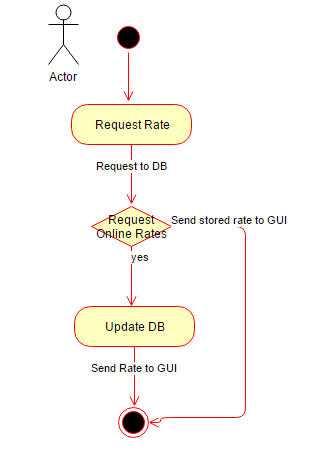 Actor
Request Rate
Request to DB
Request
Online Rates
Send stored rate to GUI
yes
Update DB
Send Rate to GUI